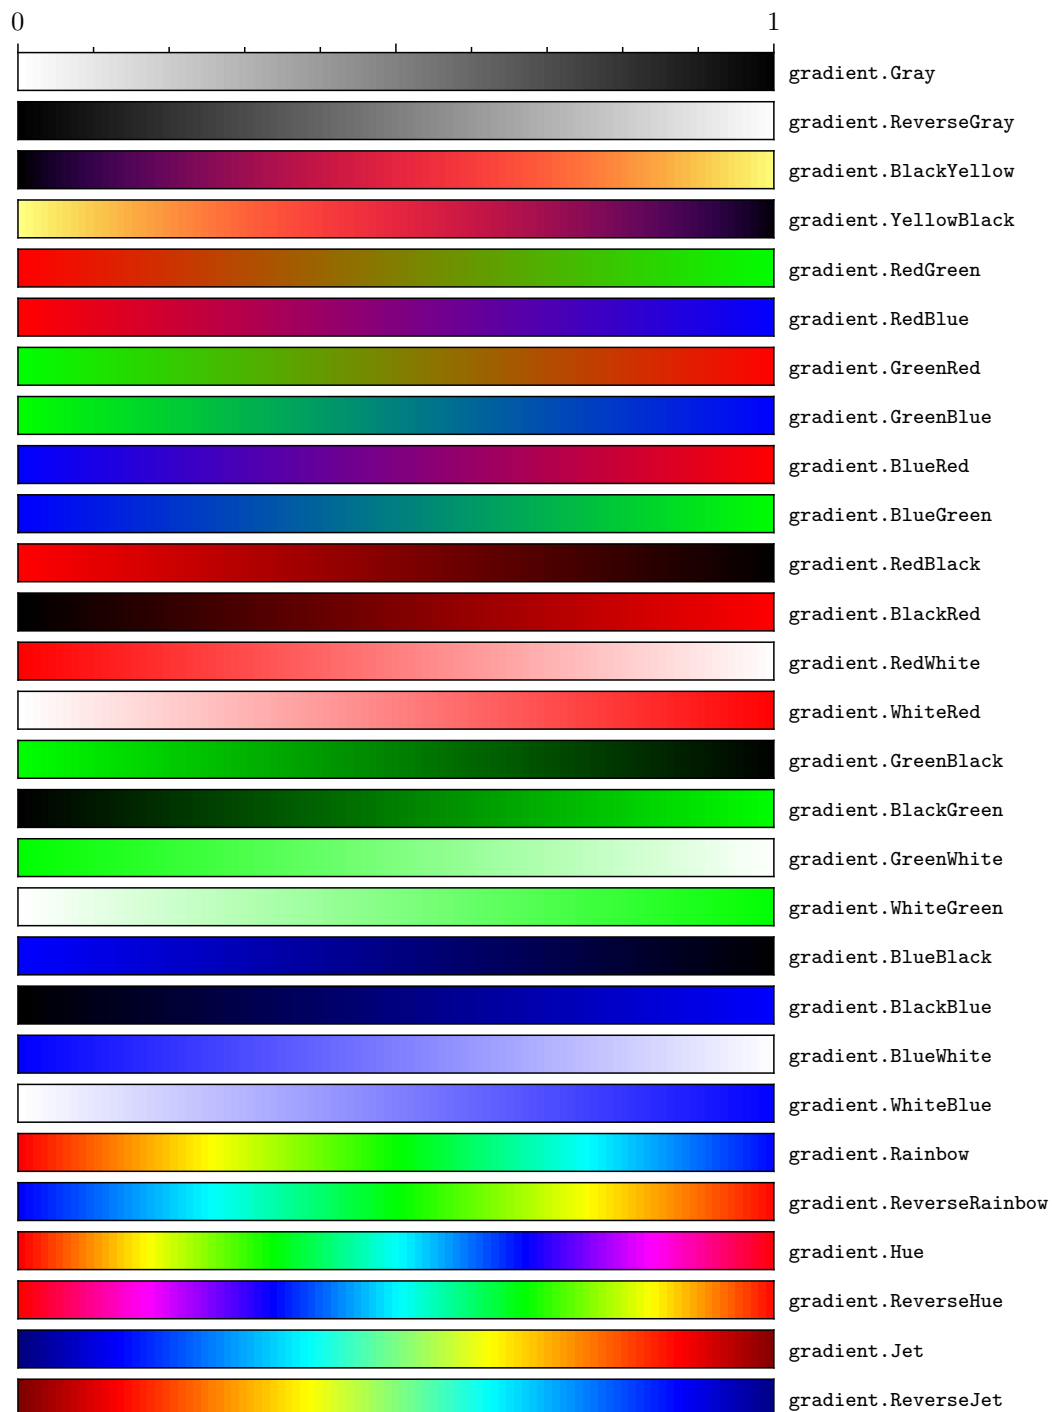 0 1
gradient.Gray
gradient.ReverseGray
gradient.BlackYellow
gradient.YellowBlack
gradient.RedGreen
gradient.RedBlue
gradient.GreenRed
gradient.GreenBlue
gradient.BlueRed
gradient.BlueGreen
gradient.RedBlack
gradient.BlackRed
gradient.RedWhite
gradient.WhiteRed
gradient.GreenBlack
gradient.BlackGreen
gradient.GreenWhite
gradient.WhiteGreen
gradient.BlueBlack
gradient.BlackBlue
gradient.BlueWhite
gradient.WhiteBlue
gradient.Rainbow
gradient.ReverseRainbow
gradient.Hue
gradient.ReverseHue
gradient.Jet
gradient.ReverseJet